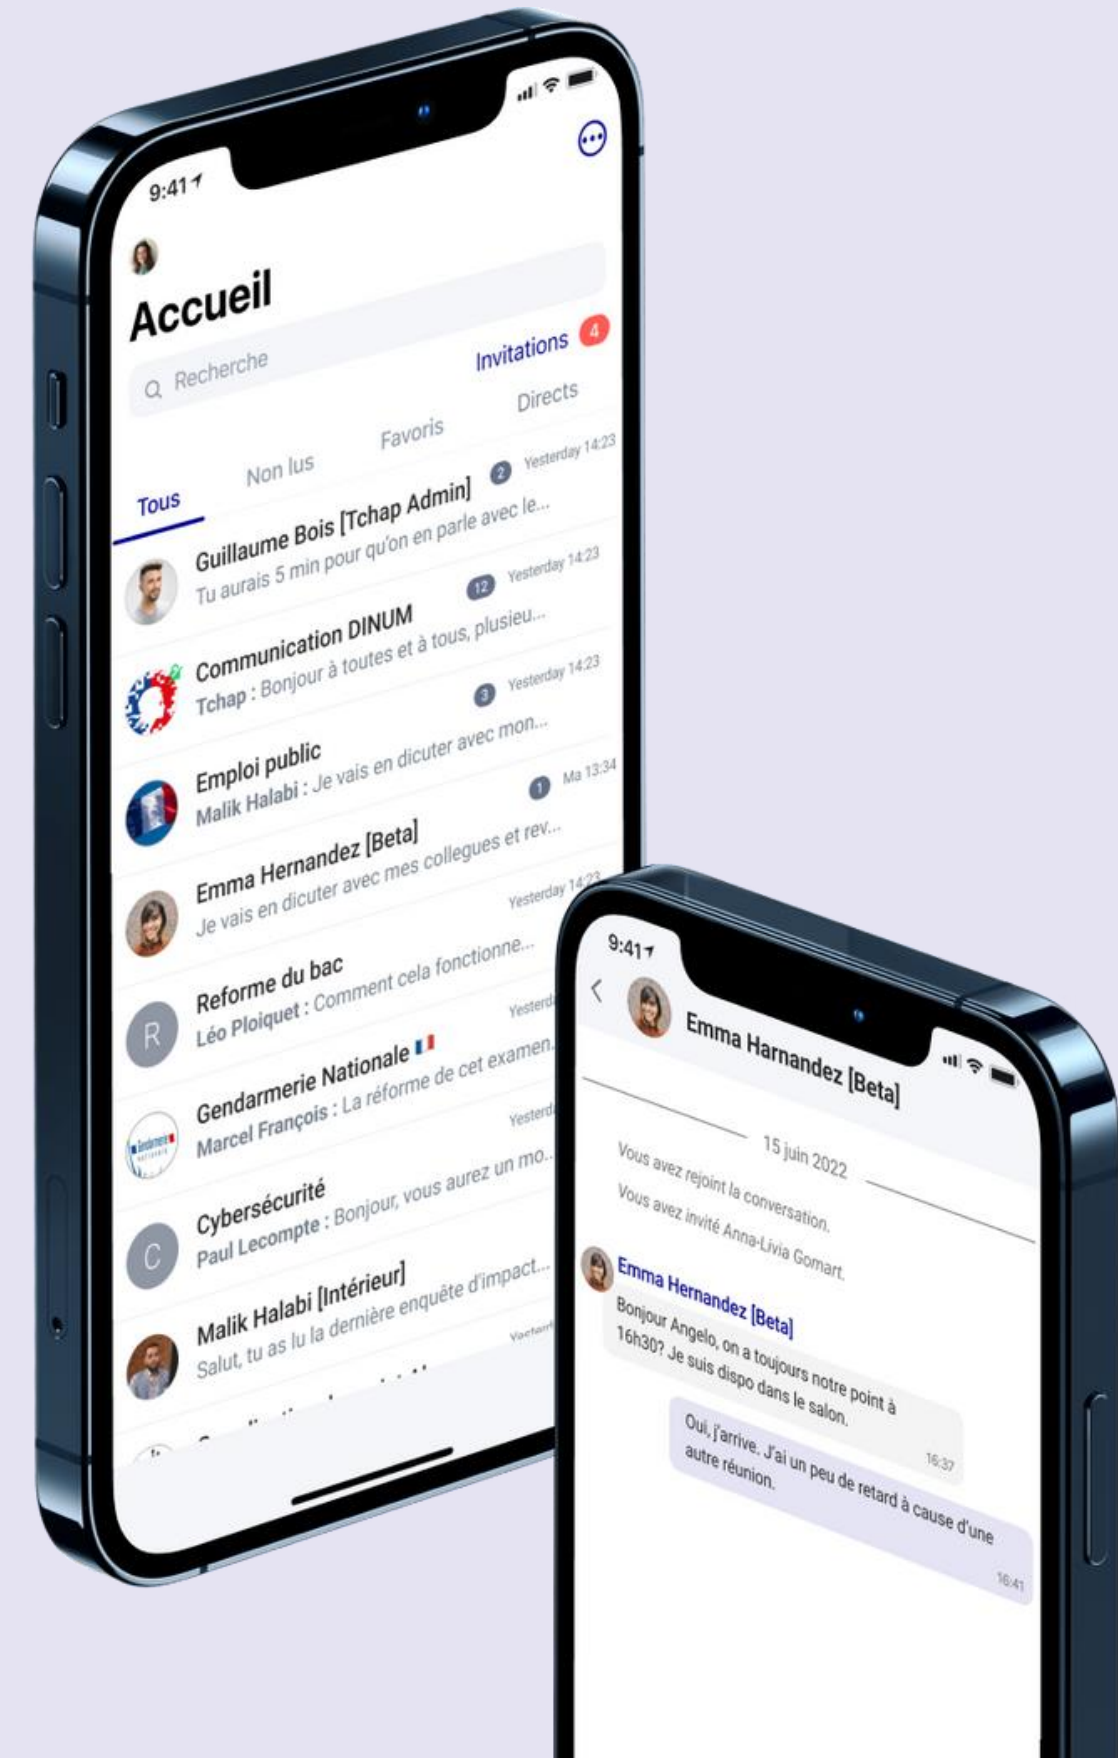 9:41
Accueil
Recherche
Invitations 4
Tous Non lus Favoris Directs
Guillaume Bois [Tchap Admin] 2 Yesterday 14:23
Tu aurais 5 min pour qu'on en parle avec le...
Communication DINUM 12 Yesterday 14:23
Tchap : Bonjour à toutes et à tous, plusieu...
Emploi public 3 Yesterday 14:23
Malik Halabi : Je vais en dicuter avec mon...
Emma Hernandez [Beta] 1 Ma 13:34
Je vais en dicuter avec mes collegues et rev...
Reforme du bac Yesterday 14:23
Léo Ploiquet : Comment cela fonctionne...
R
Gendarmerie Nationale Yesterd
Marcel François : La réforme de cet examen.
Gendarmerie
NATIONALE
Cybersécurité Yesterd
Paul Lecompte : Bonjour, vous aurez un mo..
C
Malik Halabi [Intérieur]
Salut, tu as lu la dernière enquête d'impact...
9:41
Emma Harnandez [Beta]
15 juin 2022
Vous avez rejoint la conversation.
Vous avez invité Anna-Livia Gomart.
Emma Hernandez [Beta]
Bonjour Angelo, on a toujours notre point à
16h30? Je suis dispo dans le salon.
16:37
Oui, j'arrive. J'ai un peu de retard à cause d'une
autre réunion.
16:41